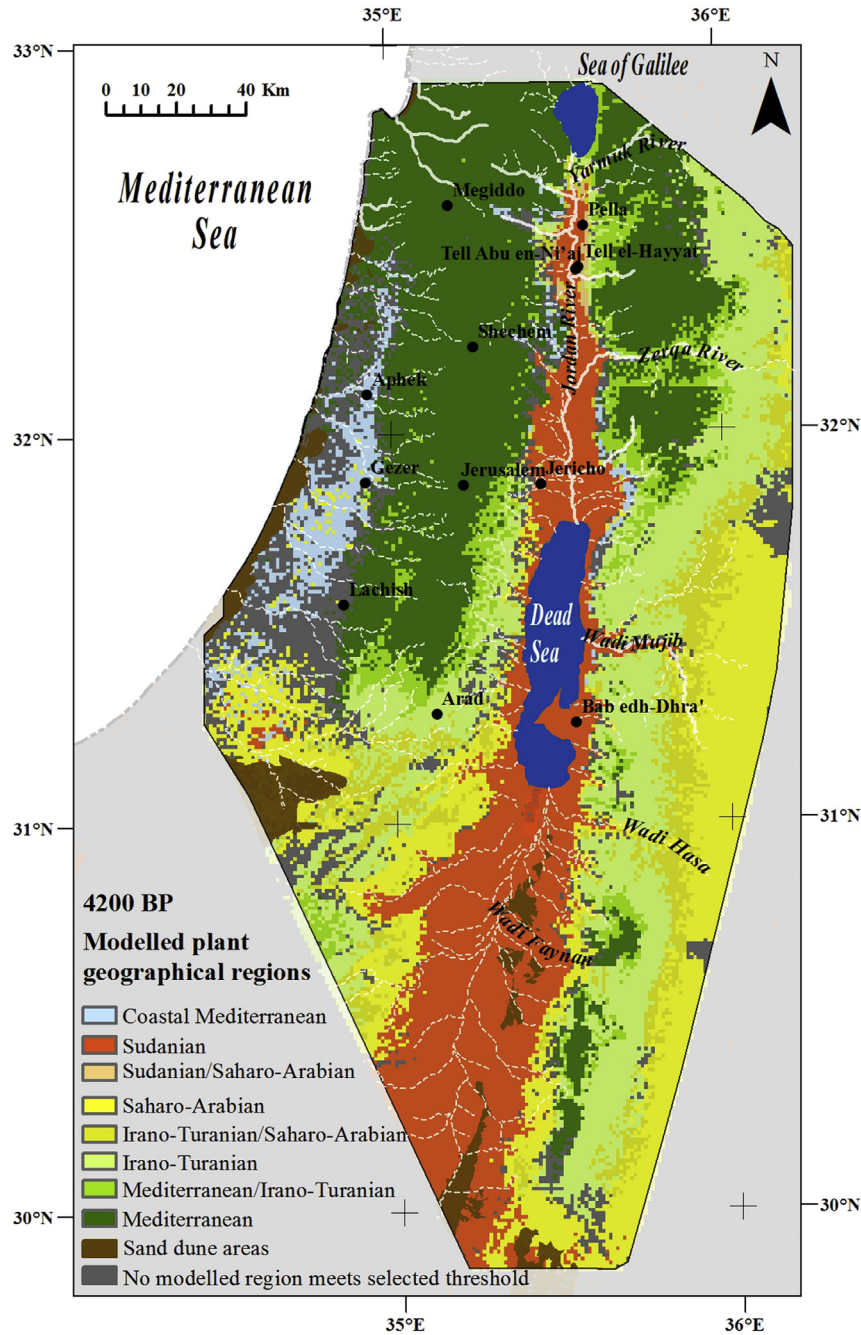 35°E
36°E
33°N
33°N
Sea of Galilee
N
0 10 20 40 Km
Mediterranean
Sea
Yarmuk River
Megiddo
Pella
Tell Abu en-Ni'aj
Tell el-Hayyat
Jordan River
Shechem
Zerqa River
Aphek
32°N
32°N
Gezer
Jerusalem
Jericho
Lachish
Dead
Sea
Wadi Mujib
Arad
Bab edh-Dhra'
31°N
31°N
Wadi Hasa
4200 BP
Wadi Faynan
Modelled plant
geographical regions
Coastal Mediterranean
Sudanian
Sudanian/Saharo-Arabian
Saharo-Arabian
Irano-Turanian/Saharo-Arabian
Irano-Turanian
Mediterranean/Irano-Turanian
Mediterranean
30°N
30°N
Sand dune areas
No modelled region meets selected threshold
35°E
36°E